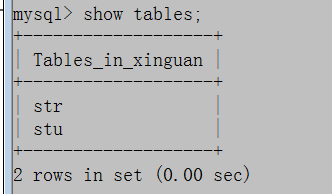 mysql> show tables;
+--------------------+
| Tables_in_xinguan |
+--------------------+
| str |
| stu |
+--------------------+
2 rows in set (0.00 sec)